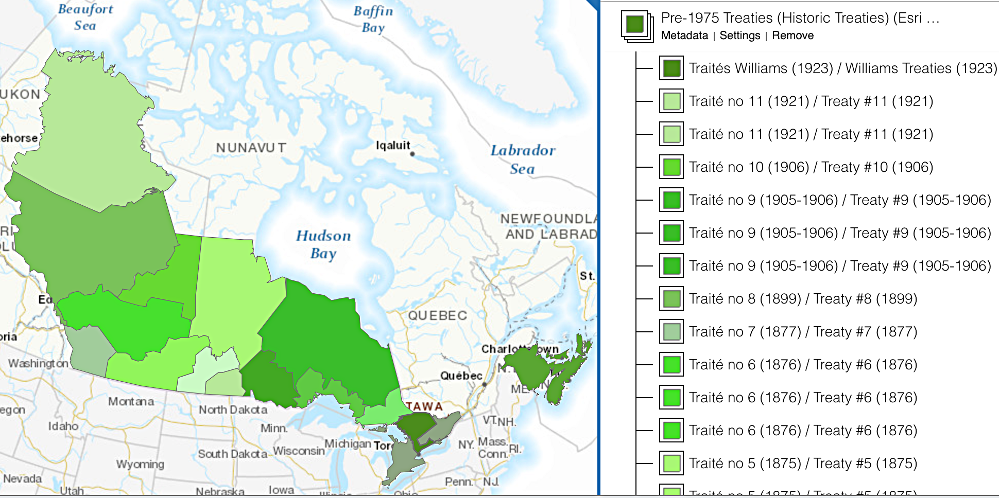 Beaufort
Sea
Baffin
Bay
UKON
ehorse
NUNAVUT
Iqaluit
Labrador
Sea
Hudson
Bay
NEWFOUNDLA
AND LABRAD
St.
Ed
QUEBEC
oria
Washington
Québec
ME.
TAWA
Montana
North Dakota
egon
Idaho
Minn.
VT.
NH.
Michigan
Tor
NY.
Mass.
RI.
Conn.
South Dakota
Wisconsin
Wyoming
Nevada
Utah
Nebraska
Iowa
Penn.
NJ.
Ohio
Pre-1975 Treaties (Historic Treaties) (Esri ...
Metadata | Settings | Remove
Traités Williams (1923) / Williams Treaties (1923)
Traité no 11 (1921) / Treaty #11 (1921)
Traité no 11 (1921) / Treaty #11 (1921)
Traité no 10 (1906) / Treaty #10 (1906)
Traité no 9 (1905-1906) / Treaty #9 (1905-1906)
Traité no 9 (1905-1906) / Treaty #9 (1905-1906)
Traité no 9 (1905-1906) / Treaty #9 (1905-1906)
Traité no 8 (1899) / Treaty #8 (1899)
Traité no 7 (1877) / Treaty #7 (1877)
Traité no 6 (1876) / Treaty #6 (1876)
Traité no 6 (1876) / Treaty #6 (1876)
Traité no 6 (1876) / Treaty #6 (1876)
Traité no 5 (1875) / Treaty #5 (1875)
Traité no 5 (1875) / Treaty #5 (1875)